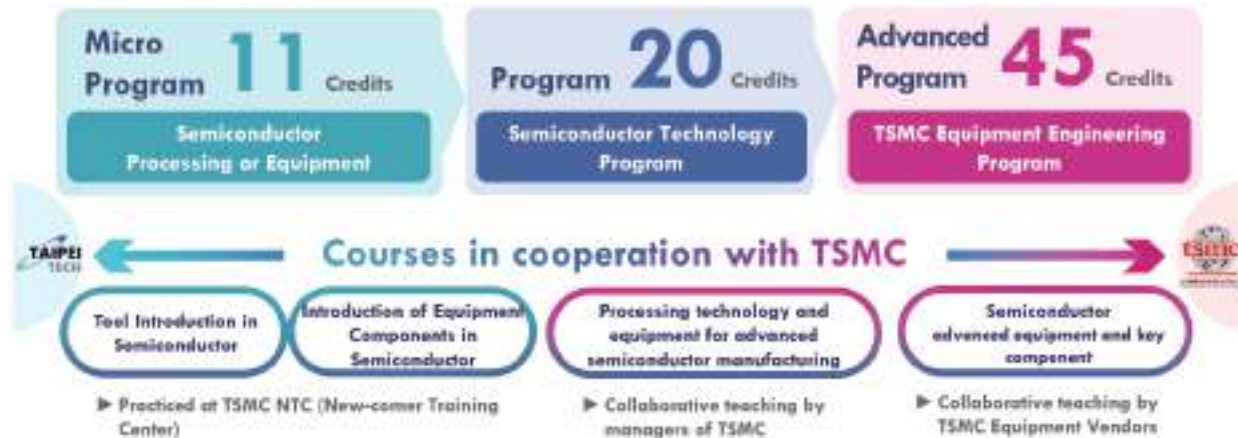 Micro
Program 11 Credits
Semiconductor
Processing or Equipment
Program 20 Credits
Semiconductor Technology
Program
Advanced
Program 45 Credits
TSMC Equipment Engineering
Program
TAIPEI
TECH
Courses in cooperation with TSMC
Tool Introduction in
Semiconductor
Introduction of Equipment
Components in
Semiconductor
Processing technology and
equipment for advanced
semiconductor manufacturing
Semiconductor
advanced equipment and key
component
▶ Practiced at TSMC NTC (New-comer Training
Center)
▶ Collaborative teaching by
managers of TSMC
▶ Collaborative teaching by
TSMC Equipment Vendors